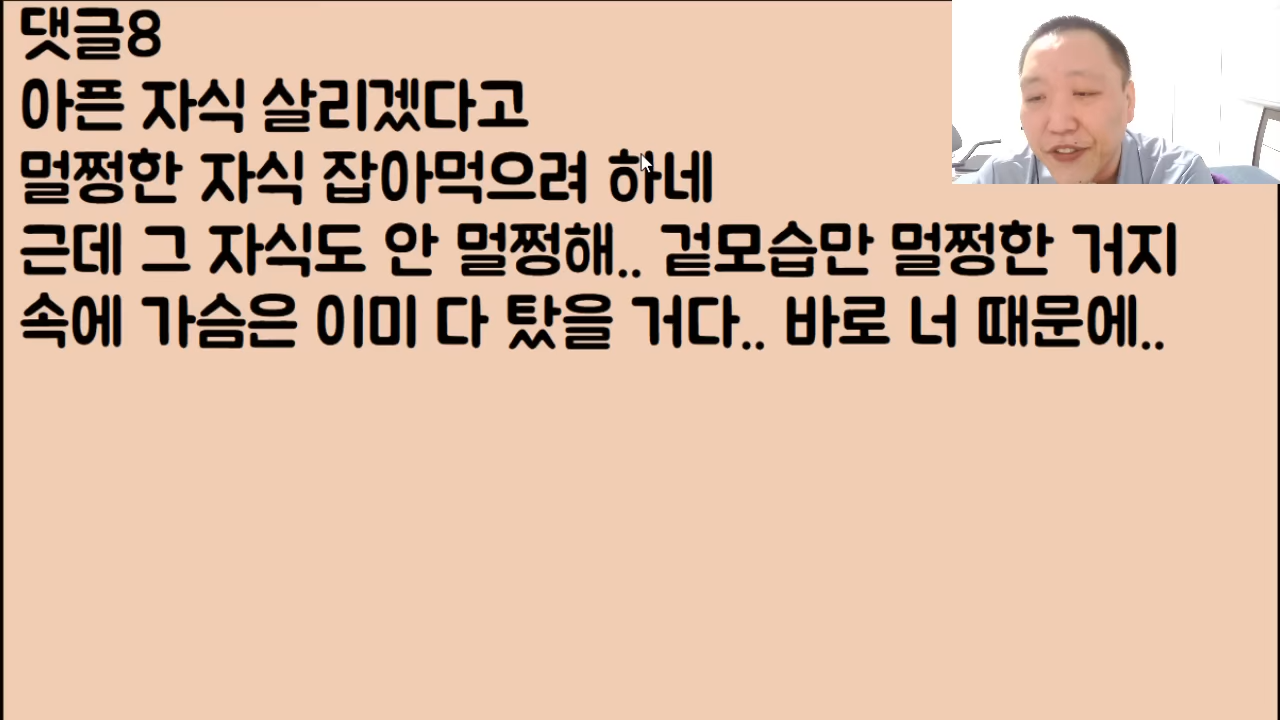 댓글8
아픈 자식 살리겠다고
멀쩡한 자식 잡아먹으려 하네
근데 그 자식도 안 멀쩡해.. 겉모습만 멀쩡한 거지
속에 가슴은 이미 다 탔을 거다.. 바로 너 때문에..